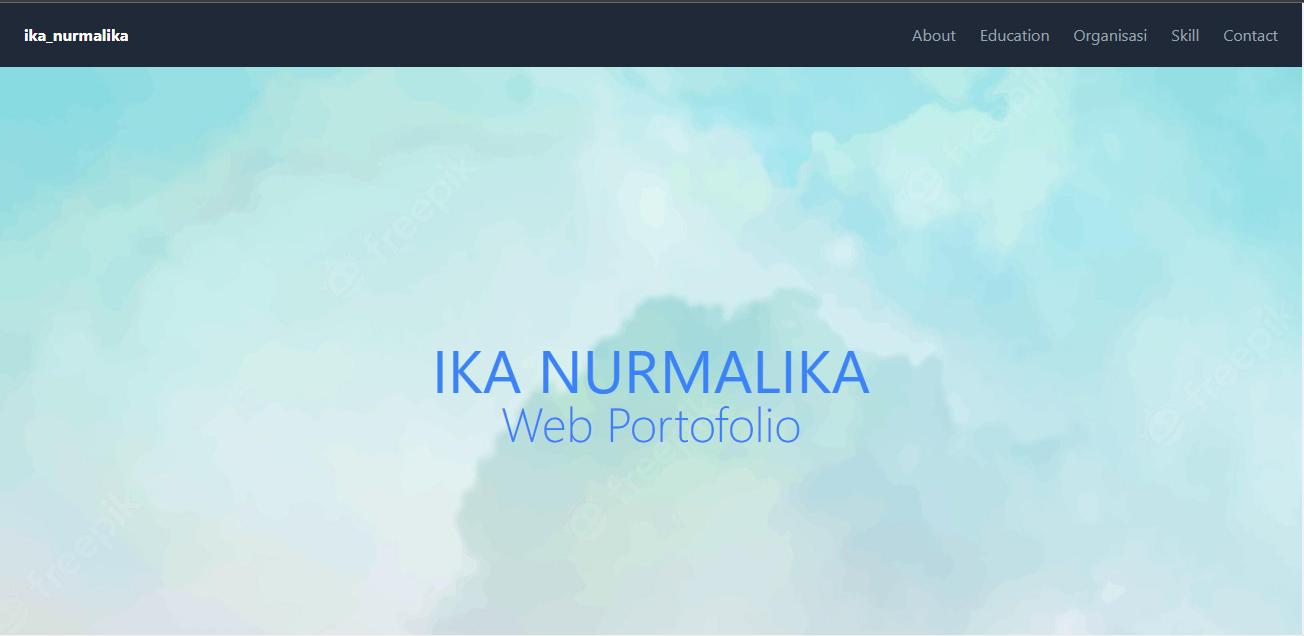 ika_nurmalika
About Education Organisasi Skill Contact
freepik
freepik
IKA NURMALIKA
Web Portofolio
freepik
freepik
freepik